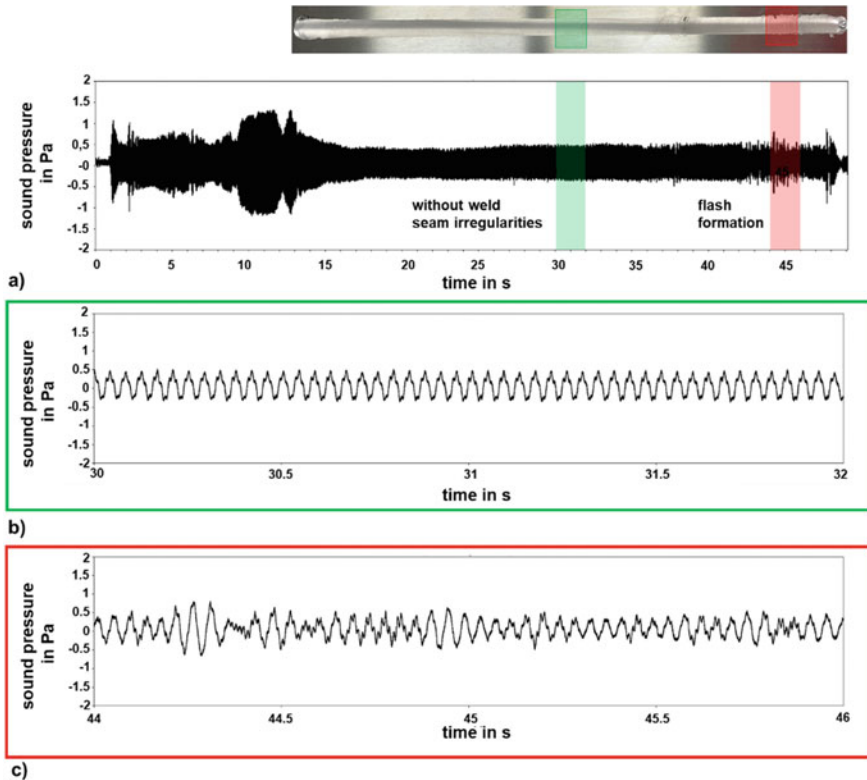 2
1.5
1
0,5
-0
-0.5
-1
-1.5
-2
sound pressure
in Pa
without weld
seam irregularities
flash
formation
45
0 5 10 15 20 25 30 35 40 45
time in s
a)
2
1.5
1
0.5
0
-0.5
-1
-1.5
-2
sound pressure
in Pa
30 30.5 31 31.5 32
time in s
b)
2
1.5
1
0.5
0
-0.5
-1
-1.5
-2
sound pressure
in Pa
44 44.5 45 45.5 46
time in s
c)